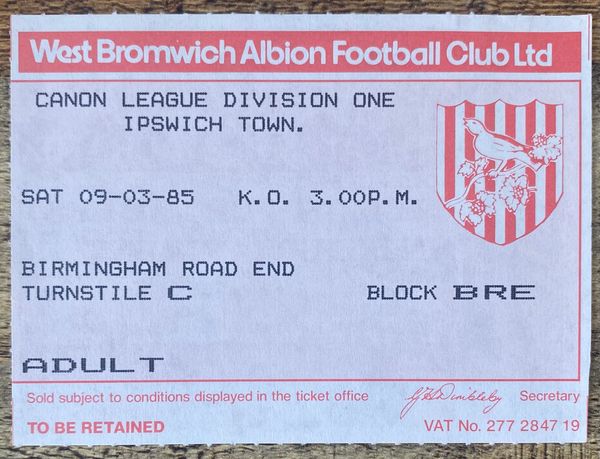 West Bromwich Albion Football Club Ltd
CANON LEAGUE DIVISION ONE
IPSWICH TOWN.
SAT 09-03-85 K.O. 3.00P.M.
BIRMINGHAM ROAD END
TURNSTILE C BLOCK BRE
ADULT
Sold subject to conditions displayed in the ticket office Secretary
TO BE RETAINED VAT No. 277 2847 19